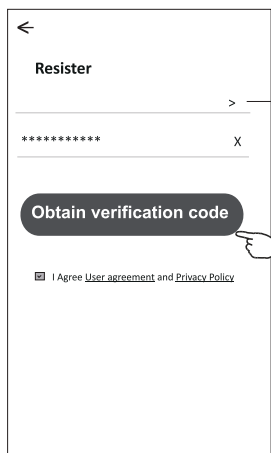 Resister
>
*********** X
Obtain verification code
I Agree User agreement and Privacy Policy